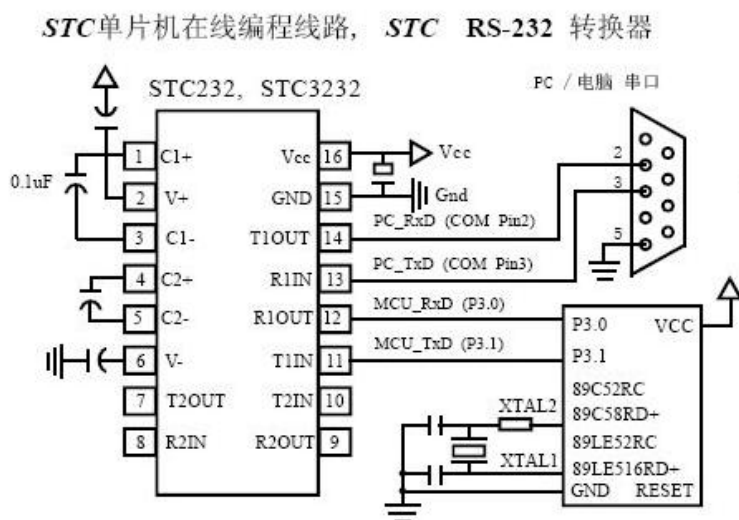 STC单片机在线编程线路, STC RS-232 转换器
STC232, STC3232
PC / 电脑 串口
0.1uF
1 C1+
2 V+
3 C1-
4 C2+
5 C2-
6 V-
7 T2OUT
8 R2IN
Vcc 16
GND 15
T1OUT 14
R1IN 13
R1OUT 12
T1IN 11
T2IN 10
R2OUT 9
Vcc
Gnd
PC_RxD (COM Pin2)
PC_TxD (COM Pin3)
MCU_RxD (P3.0)
MCU_TxD (P3.1)
2
3
5
P3.0 VCC
P3.1
89C52RC
89C58RD+
89LE52RC
89LE516RD+
GND RESET
XTAL2
XTAL1